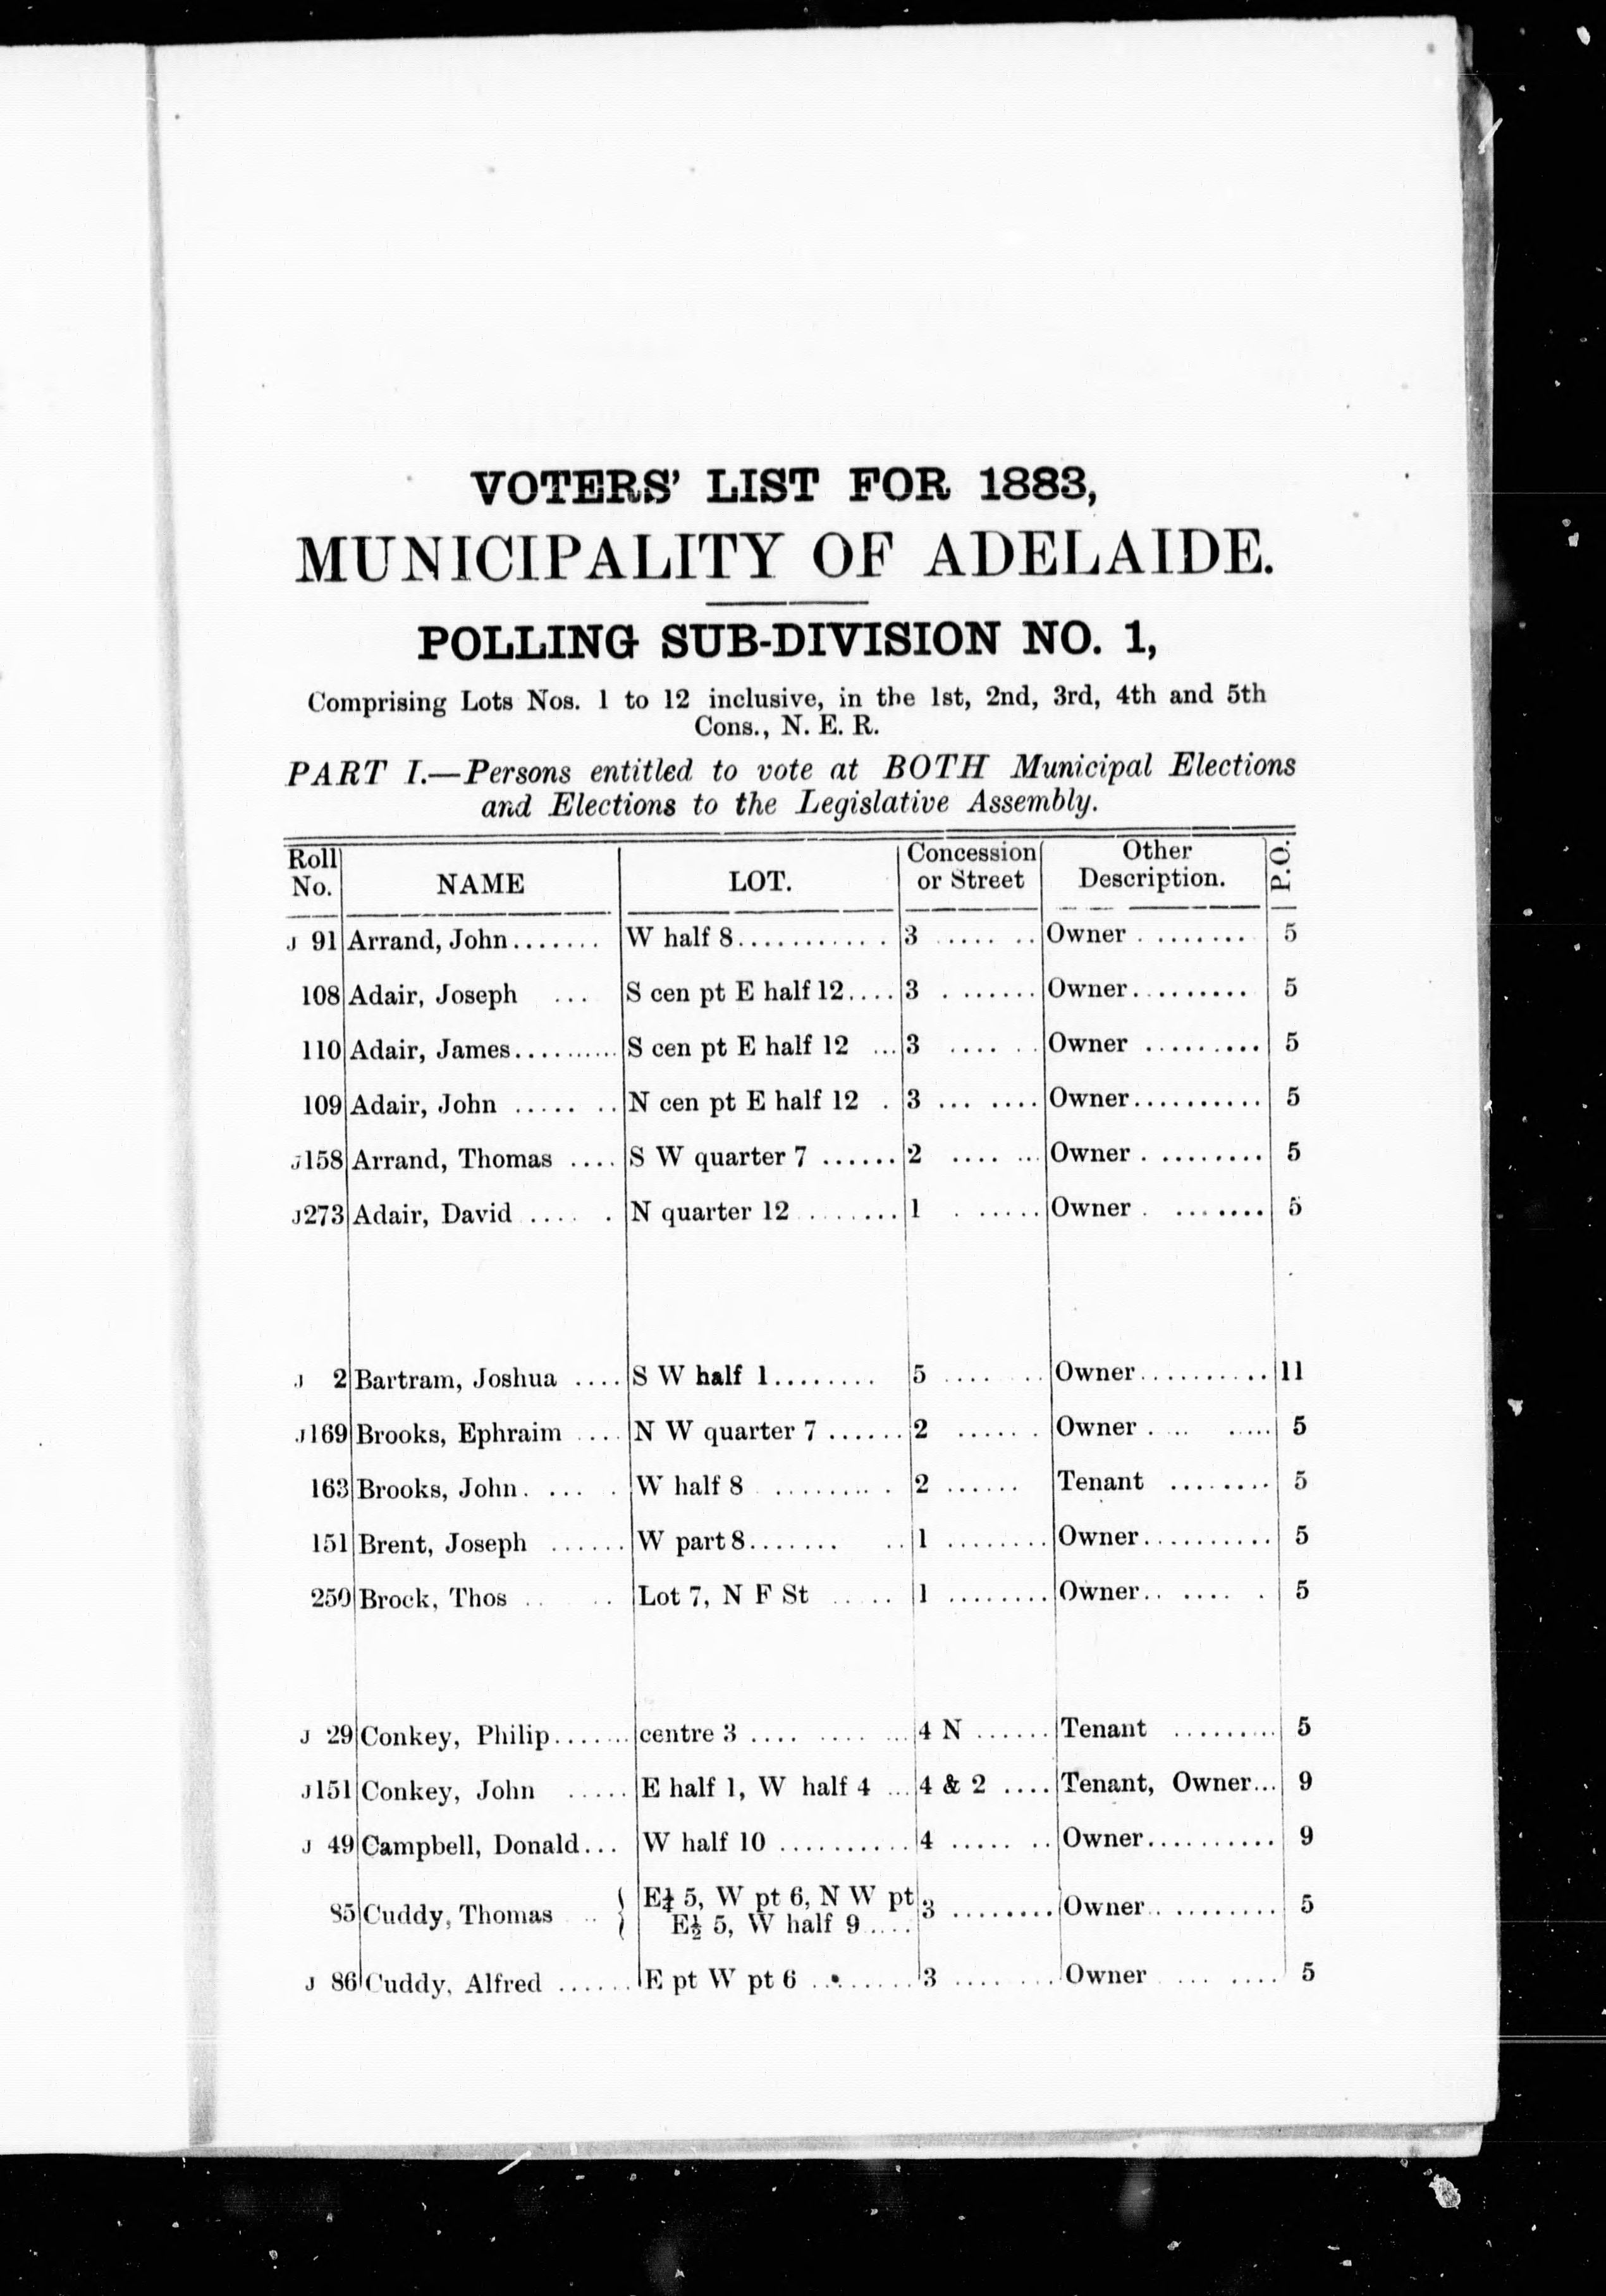 VOTERS' LIST FOR 1883,
MUNICIPALITY OF ADELAIDE.
POLLING SUB-DIVISION NO. 1,
Comprising Lots Nos. 1 to 12 inclusive, in the 1st, 2nd, 3rd, 4th and 5th
Cons., N. E. R.
PART I.—Persons entitled to vote at BOTH Municipal Elections
and Elections to the Legislative Assembly.
Roll No. NAME LOT. Concession or Street Other Description. P.O.
J 91 Arrand, John....... W half 8........... 3 ..... .. Owner . ........ 5
108 Adair, Joseph ... S cen pt E half 12.... 3 . ....... Owner......... 5
110 Adair, James.......... S cen pt E half 12 ... 3 .... . . Owner ......... 5
109 Adair, John ..... .. N cen pt E half 12 . 3 ... .... Owner.......... 5
J158 Arrand, Thomas .... S W quarter 7 ...... 2 .... ... Owner . ........ 5
J273 Adair, David .... . N quarter 12 ........ 1 . ...... Owner . ....... 5
J 2 Bartram, Joshua .... S W half 1........ 5 .... ... Owner.......... 11
J169 Brooks, Ephraim .... N W quarter 7 ...... 2 ...... . Owner . ... ..... 5
163 Brooks, John. ... . W half 8 ......... . 2 ...... Tenant ........ 5
151 Brent, Joseph ...... W part 8....... .. 1 ........ Owner.......... 5
250 Brock, Thos .. .. Lot 7, N F St ..... 1 ........ Owner.. .... . 5
J 29 Conkey, Philip....... centre 3 .... .... ... 4 N ...... Tenant ......... 5
J151 Conkey, John ..... E half 1, W half 4 ... 4 & 2 .... Tenant, Owner... 9
J 49 Campbell, Donald... W half 10 .......... 4 ..... .. Owner.......... 9
85 Cuddy, Thomas .. { E¼ 5, W pt 6, N W pt 3 ........ Owner.. ........ 5
E½ 5, W half 9 ....
J 86 Cuddy, Alfred ...... E pt W pt 6 ......... 3 .... .... Owner ... .... 5